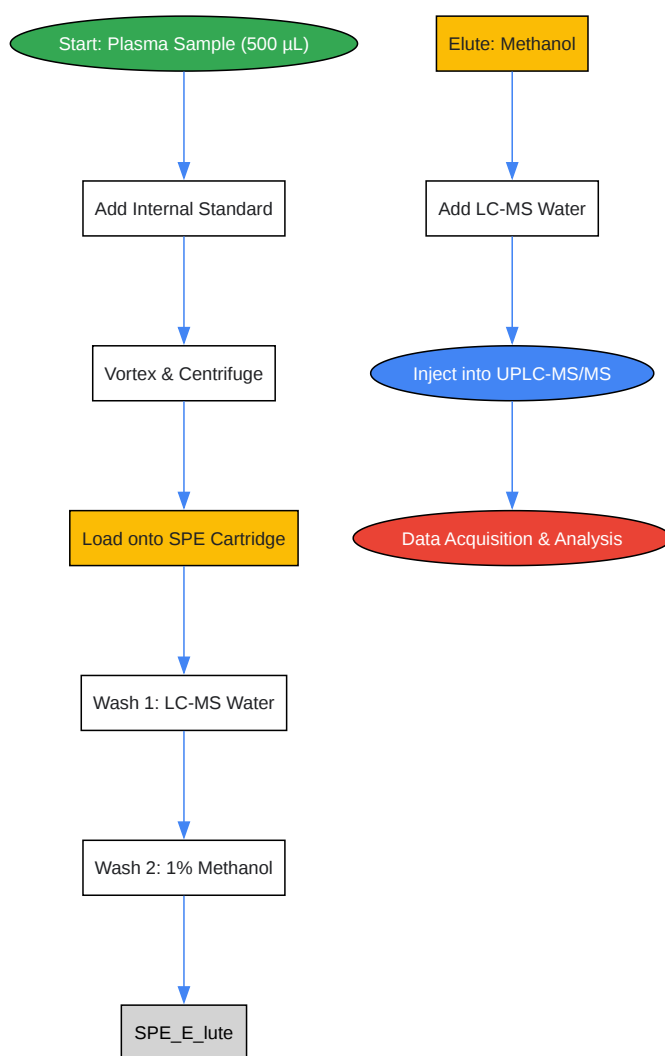 Start: Plasma Sample (500 µL)
Add Internal Standard
Vortex & Centrifuge
Load onto SPE Cartridge
Wash 1: LC-MS Water
Wash 2: 1% Methanol
SPE_E_lute
Elute: Methanol
Add LC-MS Water
Inject into UPLC-MS/MS
Data Acquisition & Analysis